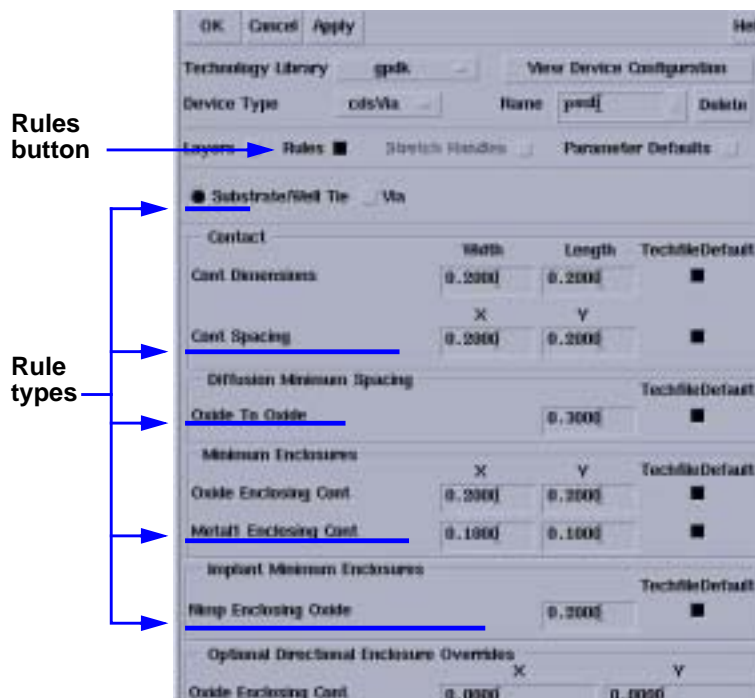 OK Cancel Apply Hel
Technology Library gpdk View Device Configuration
Device Type cdsVia Name Delete
Rules
button
Layers Rules Stretch Handles Parameter Defaults
Substrate/Well Tie Via
Contact
Width Length TechfileDefault
Cont Dimensions 0.2000 0.2000
X Y
Cont Spacing 0.2000 0.2000
Rule
types
Diffusion Minimum Spacing
TechfileDefault
Oxide To Oxide 0.3000
Minimum Enclosures
X Y TechfileDefault
Oxide Enclosing Cont 0.2000 0.2000
Metal1 Enclosing Cont 0.1000 0.1000
Implant Minimum Enclosures
TechfileDefault
Nimp Enclosing Oxide 0.2000
Optional Directional Enclosure Overrides
X Y
Oxide Enclosing Cont 0.0000 0.0000